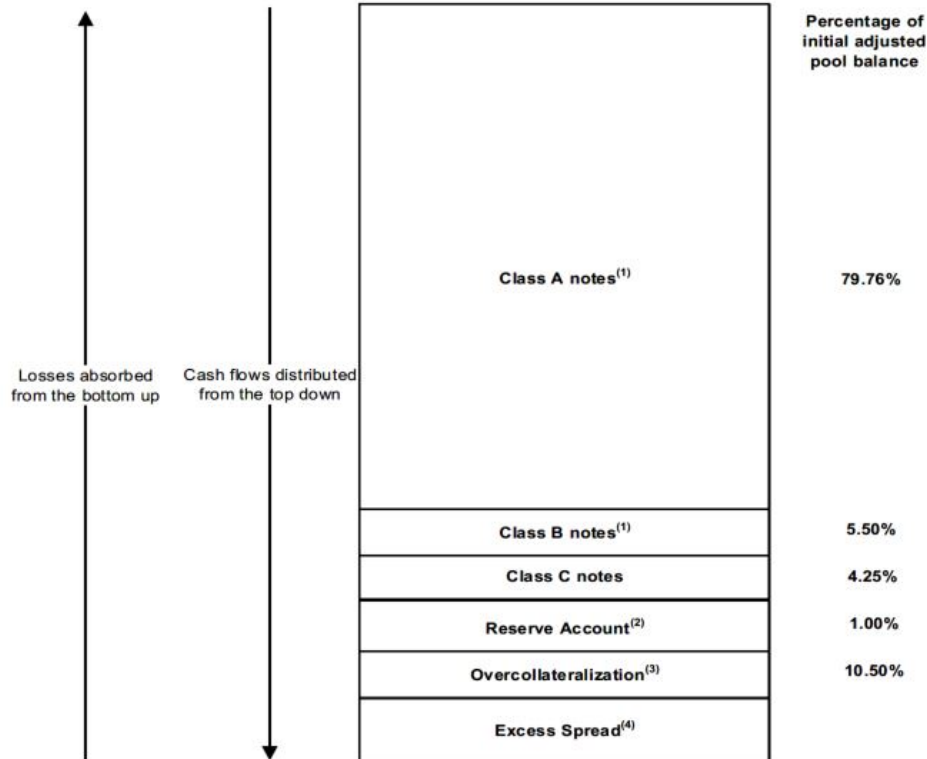 Percentage of
initial adjusted
pool balance
Class A notes(1)
79.76%
Losses absorbed
from the bottom up
Cash flows distributed
from the top down
Class B notes(1)
5.50%
Class C notes
4.25%
Reserve Account(2)
1.00%
Overcollateralization(3)
10.50%
Excess Spread(4)